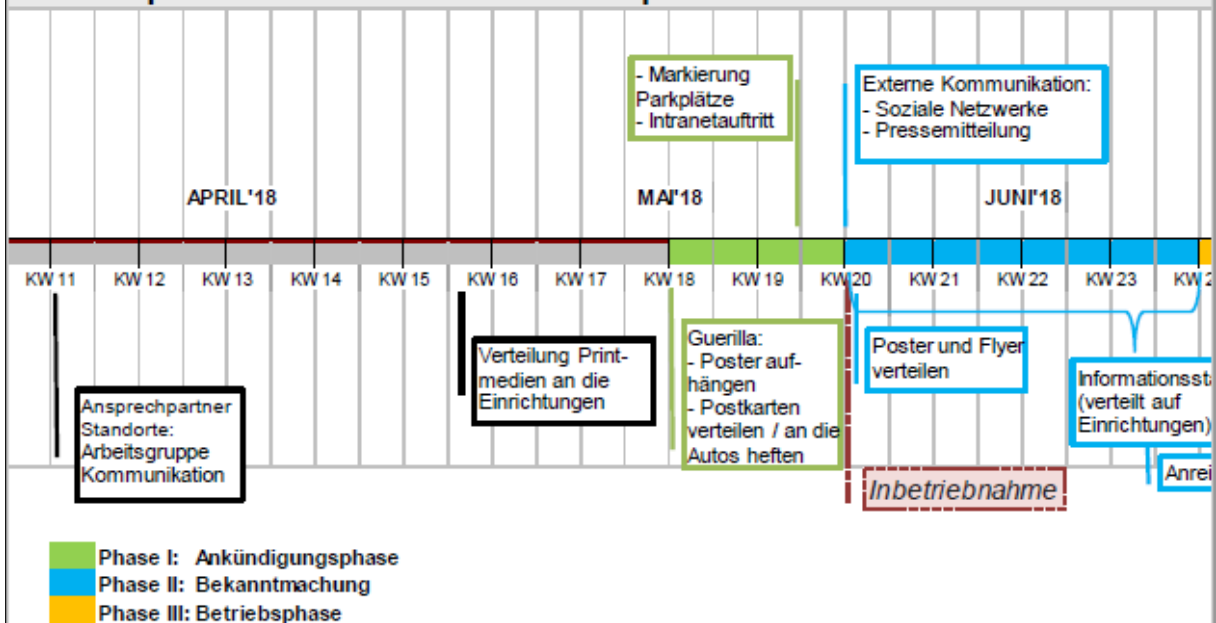 - Markierung
Parkplätze
- Intranetauftritt
Externe Kommunikation:
- Soziale Netzwerke
- Pressemitteilung
APRIL'18
MAI'18
JUNI'18
KW 11
KW 12
KW 13
KW 14
KW 15
KW 16
KW 17
KW 18
KW 19
KW 20
KW 21
KW 22
KW 23
Ansprechpartner
Standorte:
Arbeitsgruppe
Kommunikation
Verteilung Print-
medien an die
Einrichtungen
Guerilla:
- Poster auf-
hängen
- Postkarten
verteilen / an die
Autos heften
Poster und Flyer
verteilen
(verteilt auf
Einrichtungen)
Inbetriebnahme
Phase I: Ankündigungsphase
Phase II: Bekanntmachung
Phase III: Betriebsphase